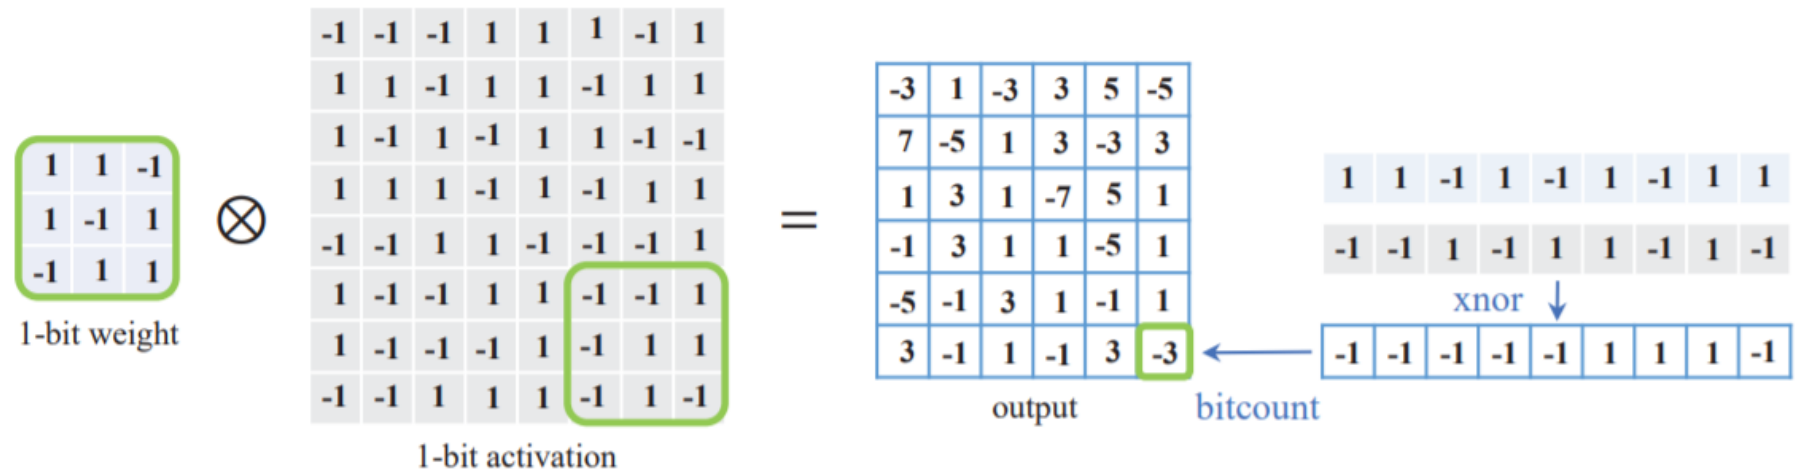 1 1 -1
1 -1 1
-1 1 1
1-bit weight
-1 -1 -1 1 1 1 -1 1
1 1 -1 1 1 -1 1 1
1 -1 1 -1 1 1 -1 -1
1 1 1 -1 1 -1 1 1
-1 -1 1 1 -1 -1 -1 1
1 -1 -1 1 1 -1 -1 1
1 -1 -1 -1 1 -1 1 1
-1 -1 1 1 1 -1 1 -1
1-bit activation
=
-3 1 -3 3 5 -5
7 -5 1 3 -3 3
1 3 1 -7 5 1
-1 3 1 1 -5 1
-5 -1 3 1 -1 1
3 -1 1 -1 3 -3
output
1 1 -1 1 -1 1 -1 1 1
-1 -1 1 -1 1 1 -1 1 -1
xnor
-1 -1 -1 -1 -1 1 1 1 -1
bitcount